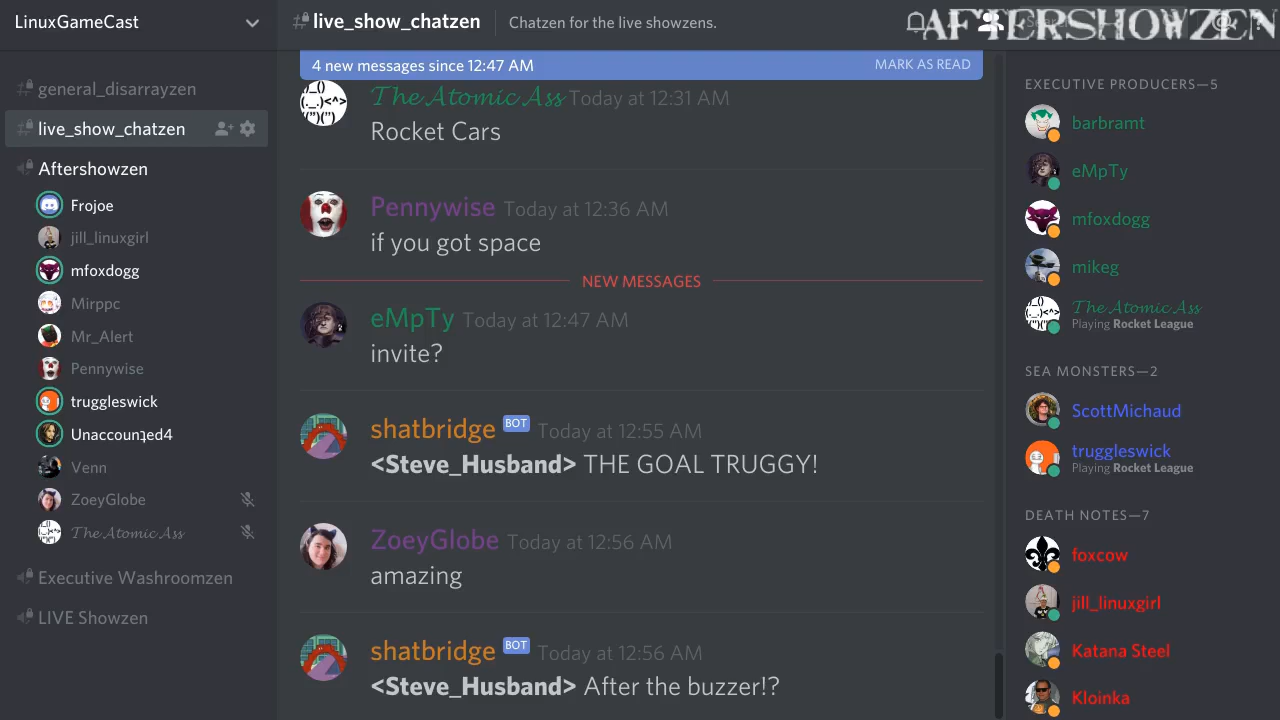 LinuxGameCast
general_disarrayzen
live_show_chatzen
Aftershowzen
Frojoe
jill_linuxgirl
mfoxdogg
Mirppc
Mr_Alert
Pennywise
truggleswick
Unaccounʇed4
Venn
ZoeyGlobe
𝒯𝒽𝑒 𝒜𝓉𝑜𝓂𝒾𝒸 𝒜𝓈𝓈
Executive Washroomzen
LIVE Showzen
live_show_chatzen
Chatzen for the live showzens.
AFTERSHOWZEN
4 new messages since 12:47 AM
MARK AS READ
𝒯𝒽𝑒 𝒜𝓉𝑜𝓂𝒾𝒸 𝒜𝓈𝓈 Today at 12:31 AM
Rocket Cars
Pennywise Today at 12:36 AM
if you got space
NEW MESSAGES
eMpTy Today at 12:47 AM
invite?
shatbridge BOT Today at 12:55 AM
<Steve_Husband> THE GOAL TRUGGY!
ZoeyGlobe Today at 12:56 AM
amazing
shatbridge BOT Today at 12:56 AM
<Steve_Husband> After the buzzer!?
EXECUTIVE PRODUCERS—5
barbramt
eMpTy
mfoxdogg
mikeg
𝒯𝒽𝑒 𝒜𝓉𝑜𝓂𝒾𝒸 𝒜𝓈𝓈
Playing Rocket League
SEA MONSTERS—2
ScottMichaud
truggleswick
Playing Rocket League
DEATH NOTES—7
foxcow
jill_linuxgirl
Katana Steel
Kloinka